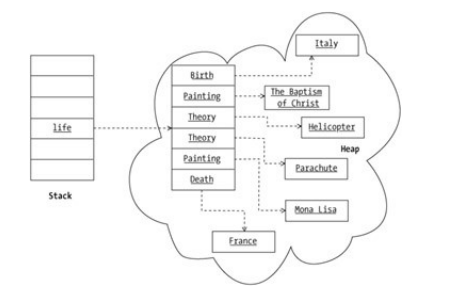 Italy
Birth
Painting
The Baptism
of Christ
Theory
Helicopter
life
Theory
Heap
Painting
Parachute
Death
Stack
Mona Lisa
France